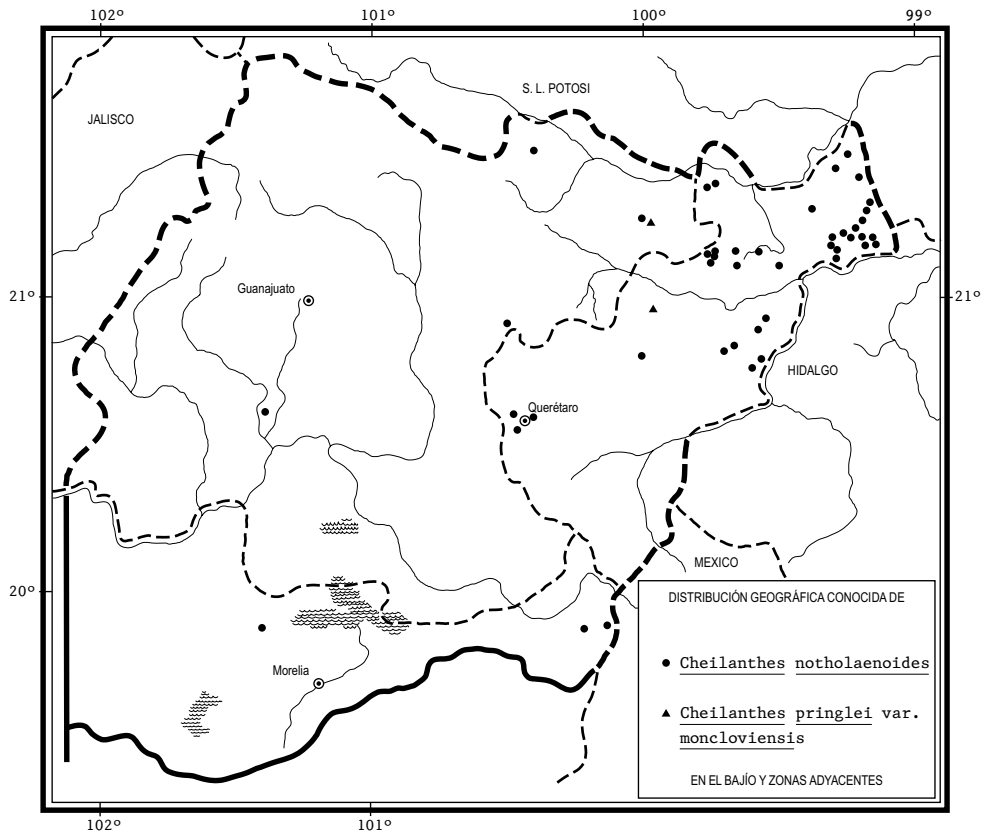 102º 101º 100º 99º
S. L. POTOSI
JALISCO
Guanajuato
21º 21º
HIDALGO
Querétaro
MEXICO
20º
DISTRIBUCIÓN GEOGRÁFICA CONOCIDA DE
Cheilanthes notholaenoides
Morelia
Cheilanthes pringlei var.
moncloviensis
EN EL BAJÍO Y ZONAS ADYACENTES
102º 101º